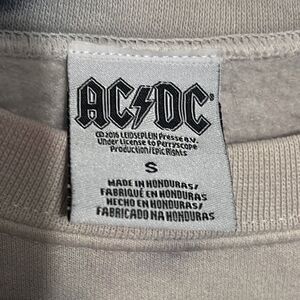 AC⚡DC®
©2016 LEIDSEPLEIN Presse B.V.
Under License to Perryscope
Production/Epic Rights
S
MADE IN HONDURAS/
FABRIQUÉ EN HONDURAS/
HECHO EN HONDURAS/
FABRICADO NA HONDURAS